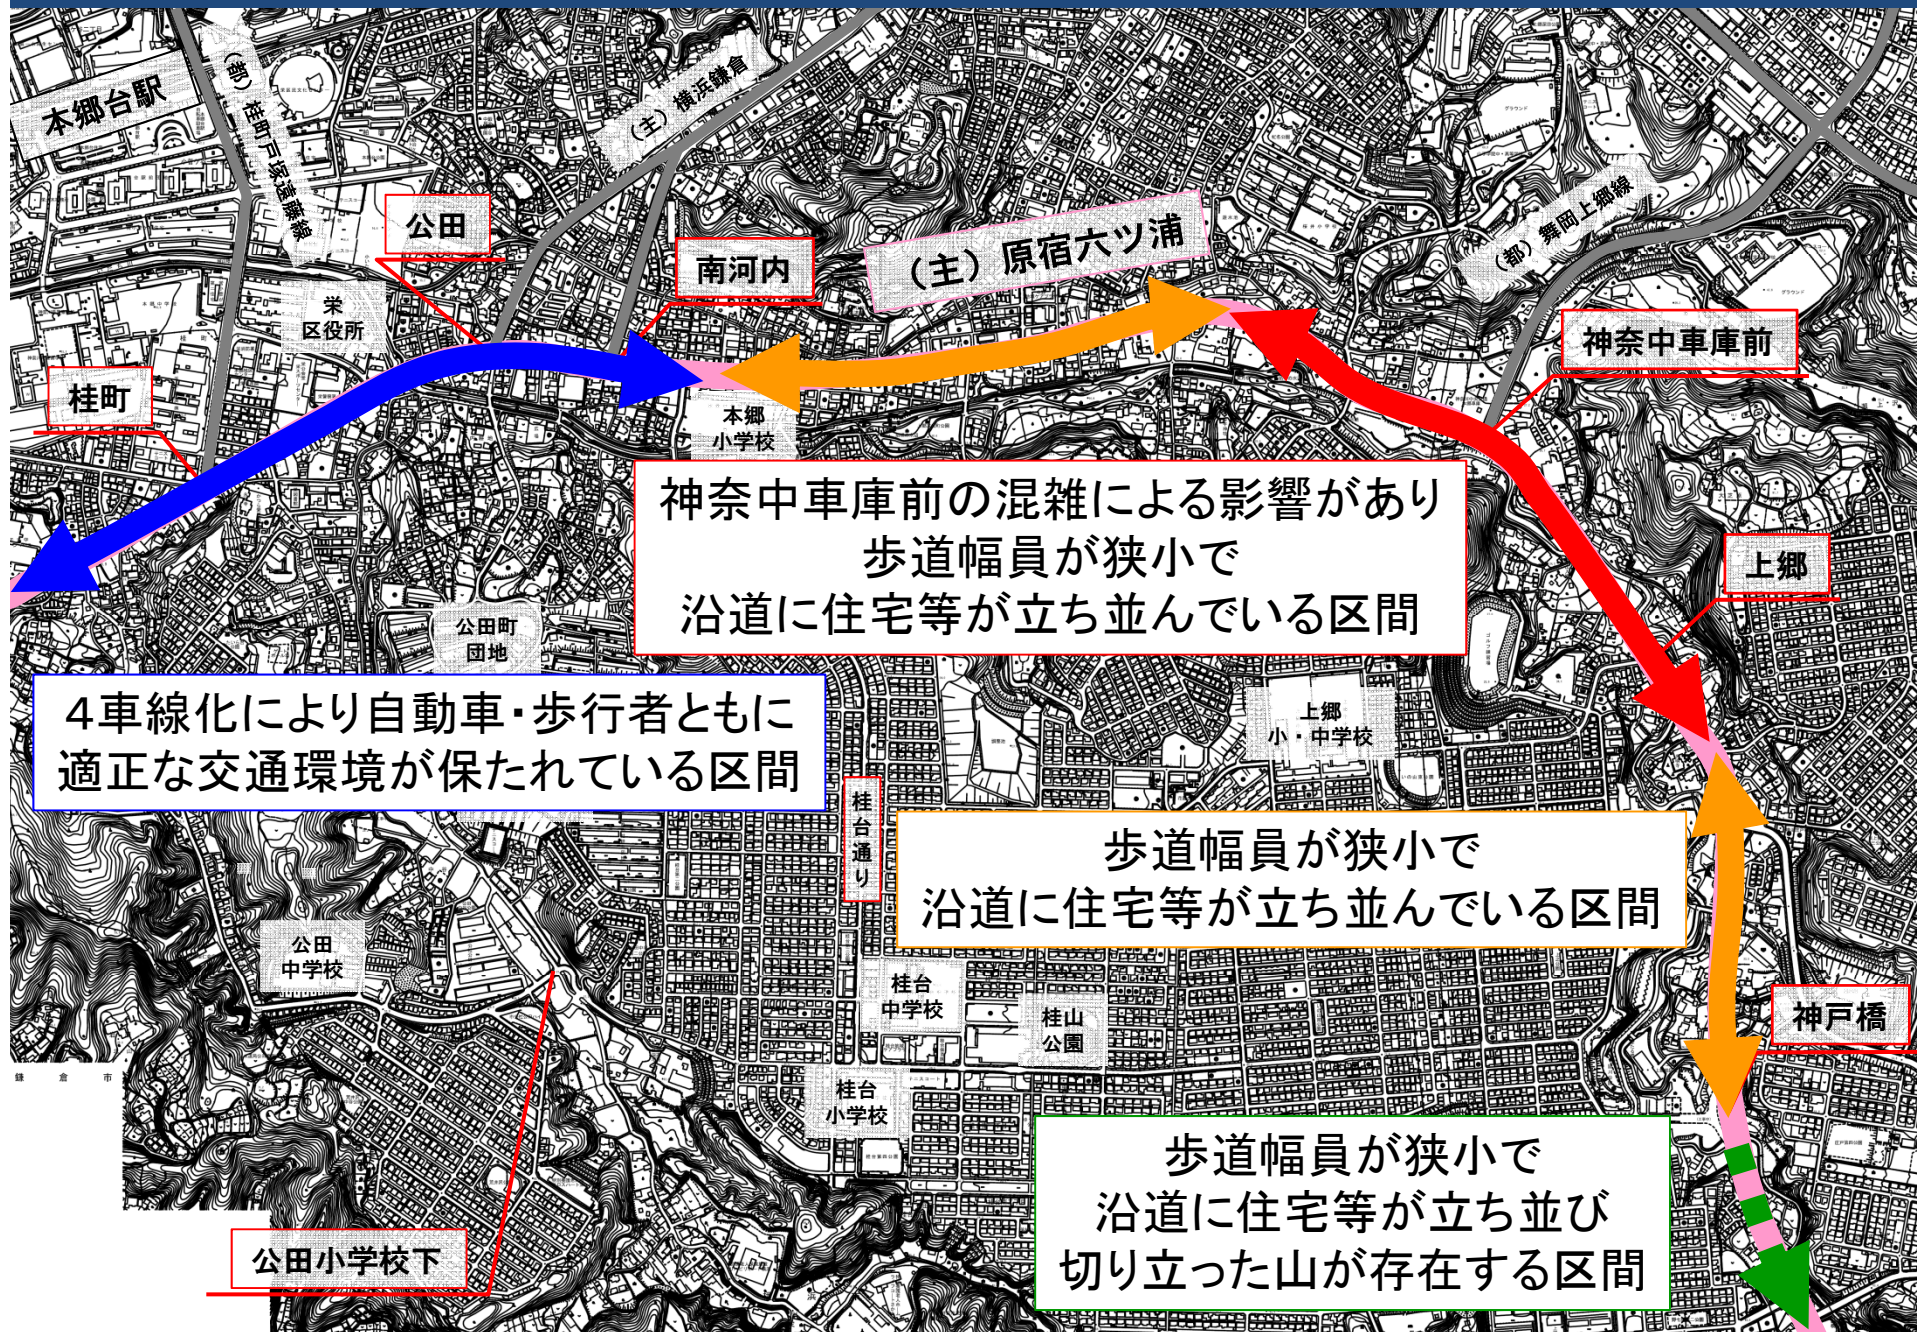 本郷台駅
（都）桂町戸塚遠藤線
（主）横浜鎌倉
公田
南河内
（主）原宿六ツ浦
（都）舞岡上郷線
栄
区役所
神奈中車庫前
桂町
本郷
小学校
神奈中車庫前の混雑による影響があり
歩道幅員が狭小で
沿道に住宅等が立ち並んでいる区間
上郷
公田町
団地
4車線化により自動車・歩行者ともに
適正な交通環境が保たれている区間
上郷
小・中学校
桂台通り
歩道幅員が狭小で
沿道に住宅等が立ち並んでいる区間
公田
中学校
桂台
中学校
桂山
公園
神戸橋
鎌倉市
桂台
小学校
歩道幅員が狭小で
沿道に住宅等が立ち並び
切り立った山が存在する区間
公田小学校下